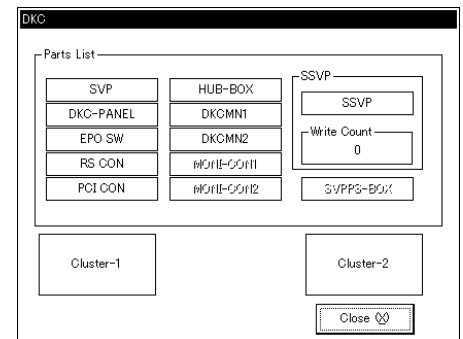 DKC
Parts List
SVP
HUB-BOX
SSVP
SSVP
DKC-PANEL
DKCMN1
EPO SW
DKCMN2
Write Count
0
RS CON
MONI-CON1
PCI CON
MONI-CON2
SVPPS-BOX
Cluster-1
Cluster-2
Close (X)